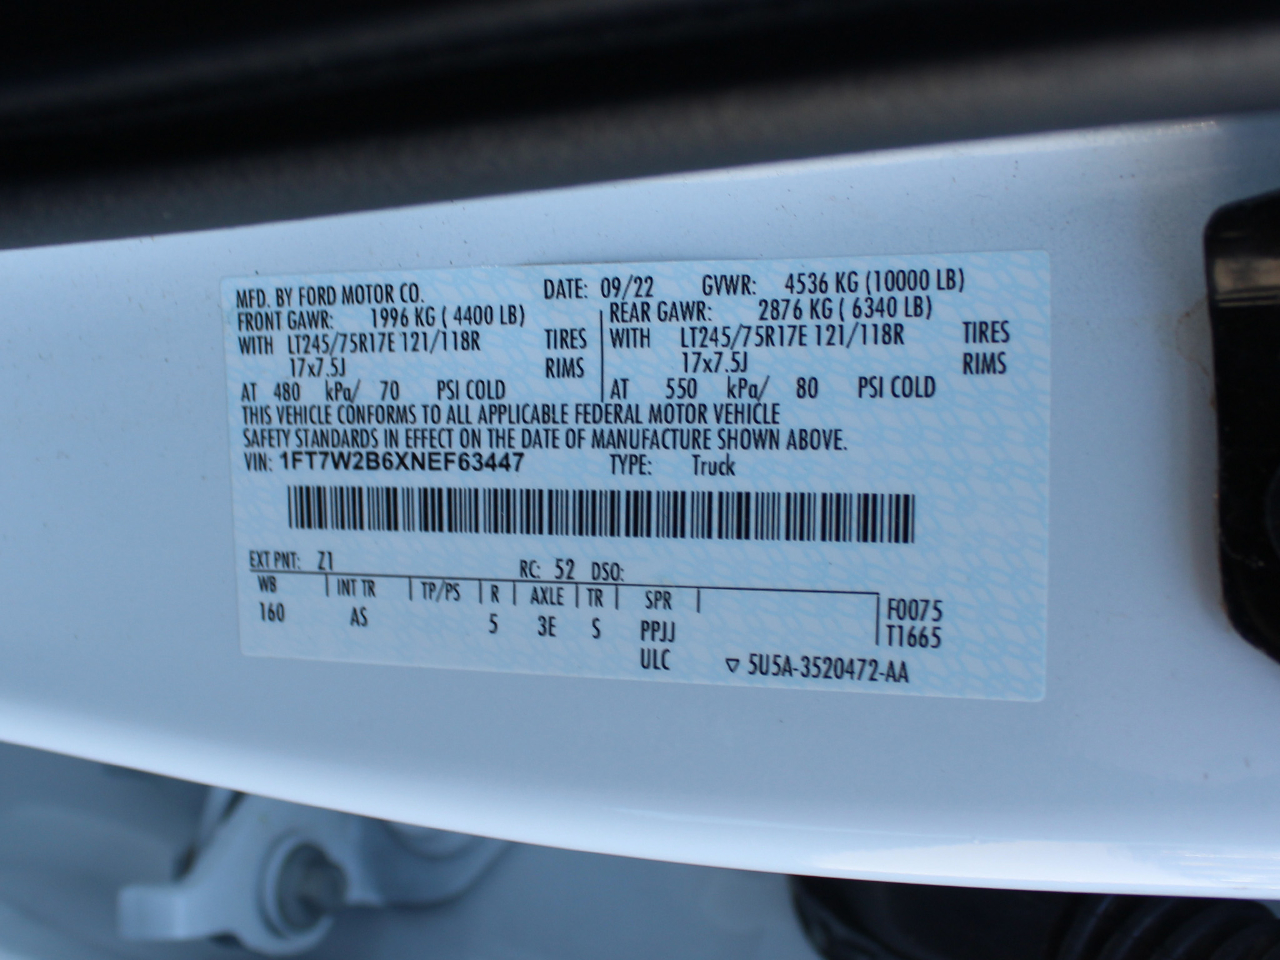 MFD. BY FORD MOTOR CO. DATE: 09/22 GVWR: 4536 KG (10000 LB)
FRONT GAWR: 1996 KG ( 4400 LB) REAR GAWR: 2876 KG ( 6340 LB)
WITH LT245/75R17E 121/118R TIRES WITH LT245/75R17E 121/118R TIRES
17x7.5J RIMS 17x7.5J RIMS
AT 480 kPa/ 70 PSI COLD AT 550 kPa/ 80 PSI COLD
THIS VEHICLE CONFORMS TO ALL APPLICABLE FEDERAL MOTOR VEHICLE
SAFETY STANDARDS IN EFFECT ON THE DATE OF MANUFACTURE SHOWN ABOVE.
VIN: 1FT7W2B6XNEF63447 TYPE: Truck
EXT PNT: Z1 RC: 52 DSO:
WB INT TR TP/PS R AXLE TR SPR F0075
160 AS 5 3E S PPJJ T1665
ULC 5U5A-3520472-AA